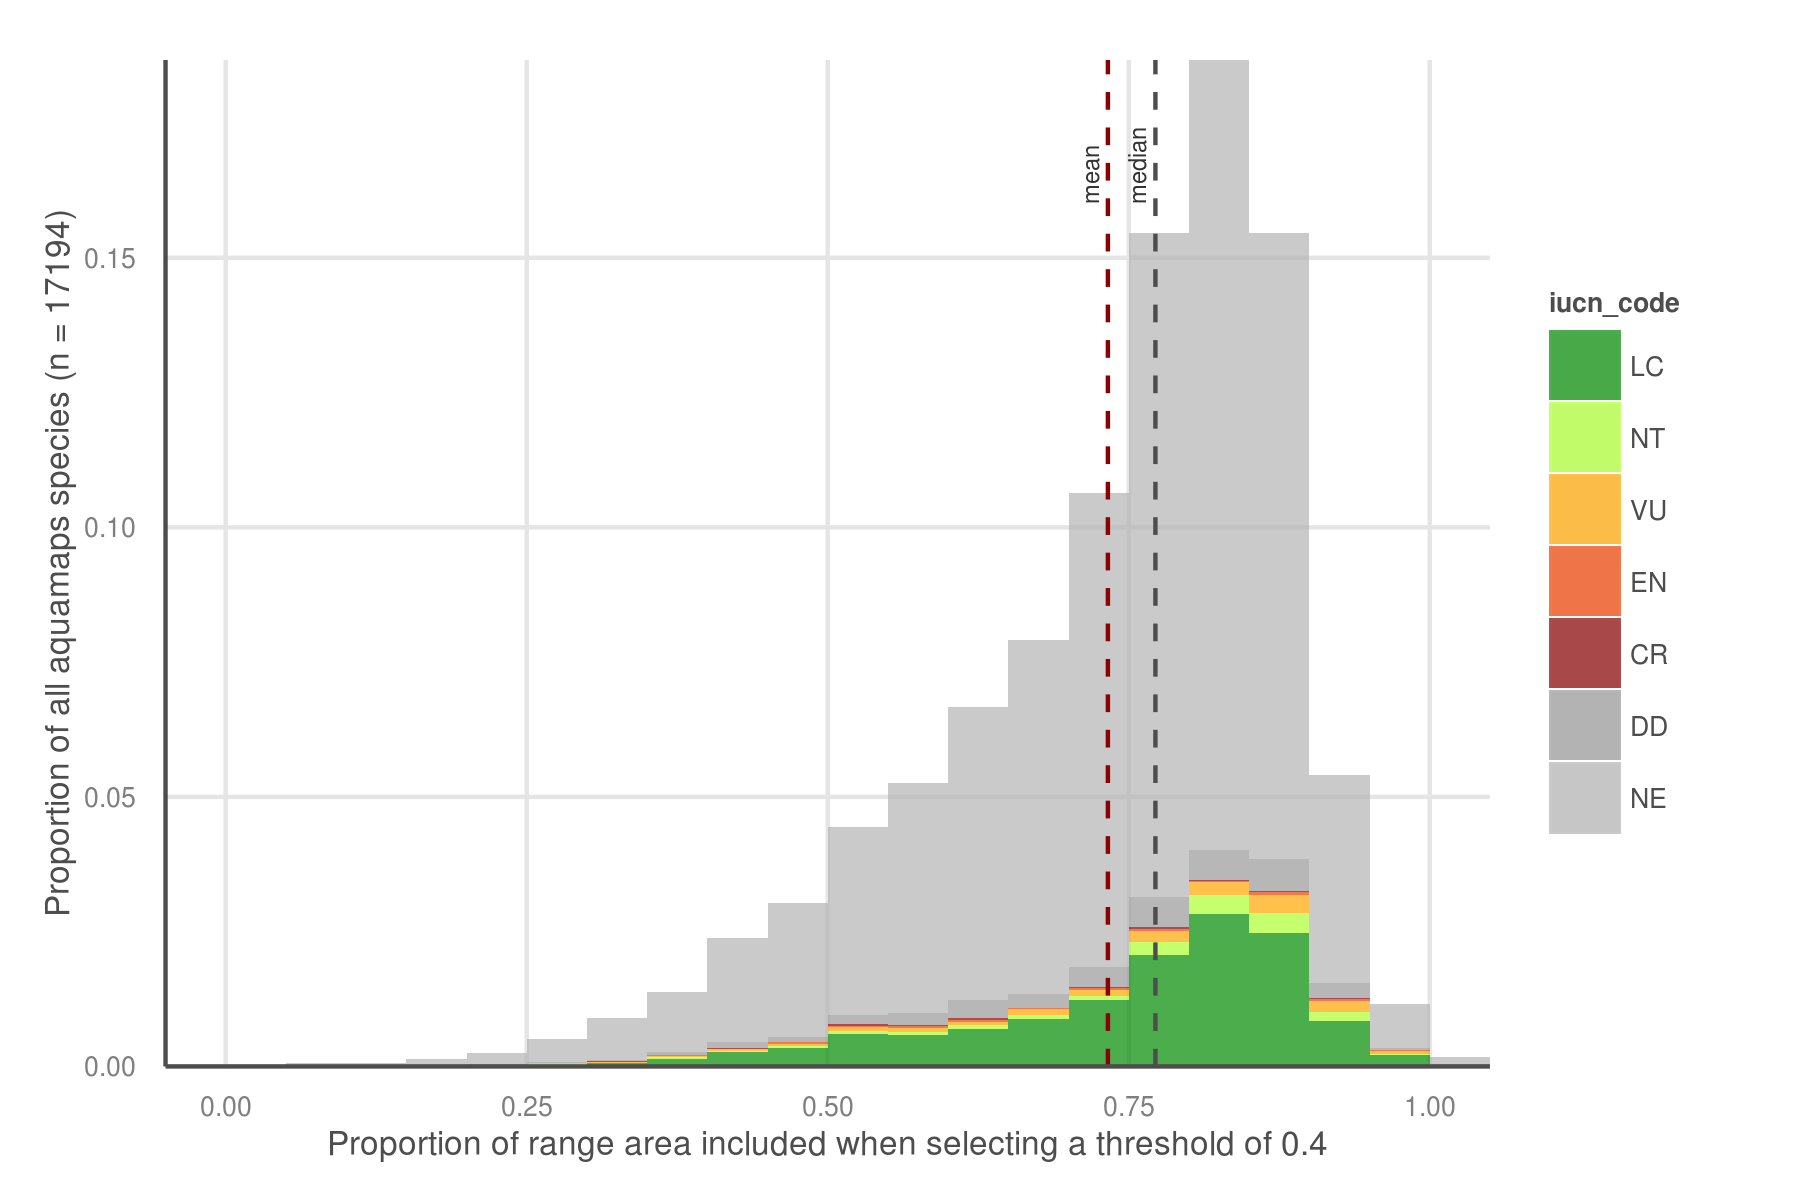 Proportion of all aquamaps species (n = 17194)
0.15
0.10
0.05
0.00
mean
median
0.00
0.25
0.50
0.75
1.00
Proportion of range area included when selecting a threshold of 0.4
iucn_code
LC
NT
VU
EN
CR
DD
NE